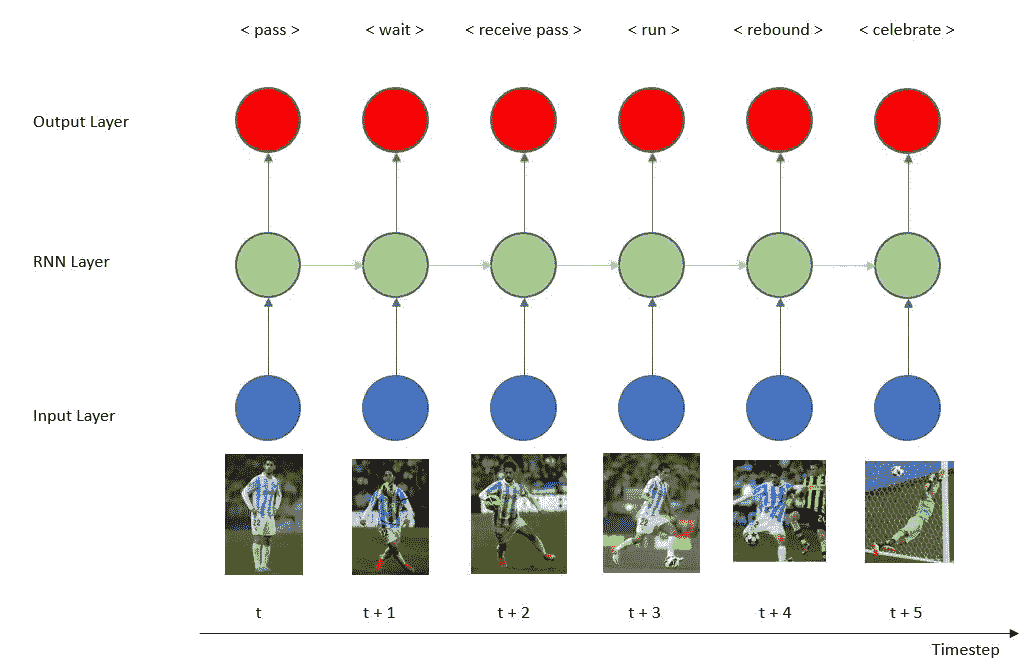 < pass > < wait > < receive pass > < run > < rebound > < celebrate >
Output Layer
RNN Layer
Input Layer
22
t t + 1 t + 2 t + 3 t + 4 t + 5
Timestep